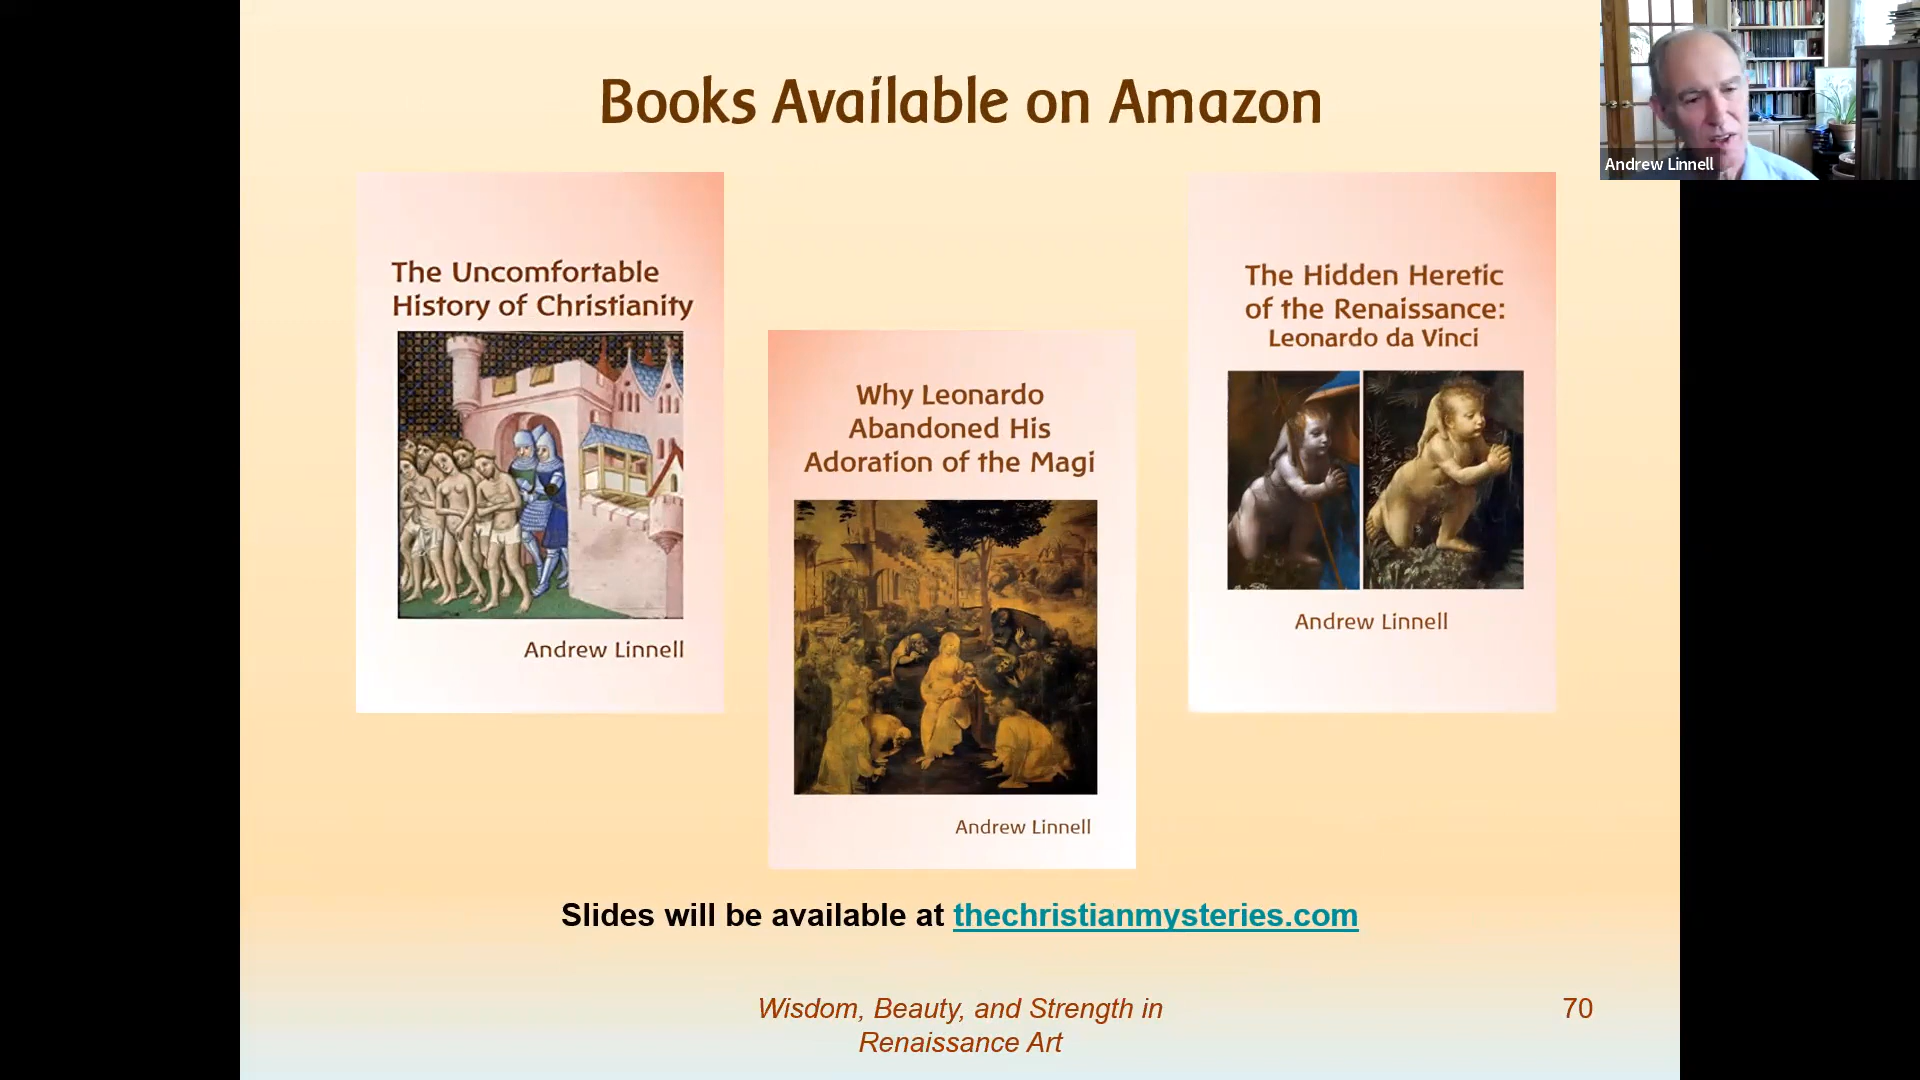 Books Available on Amazon
Andrew Linnell
The Uncomfortable
History of Christianity
Andrew Linnell
Why Leonardo
Abandoned His
Adoration of the Magi
Andrew Linnell
The Hidden Heretic
of the Renaissance:
Leonardo da Vinci
Andrew Linnell
Slides will be available at thechristianmysteries.com
Wisdom, Beauty, and Strength in
Renaissance Art
70